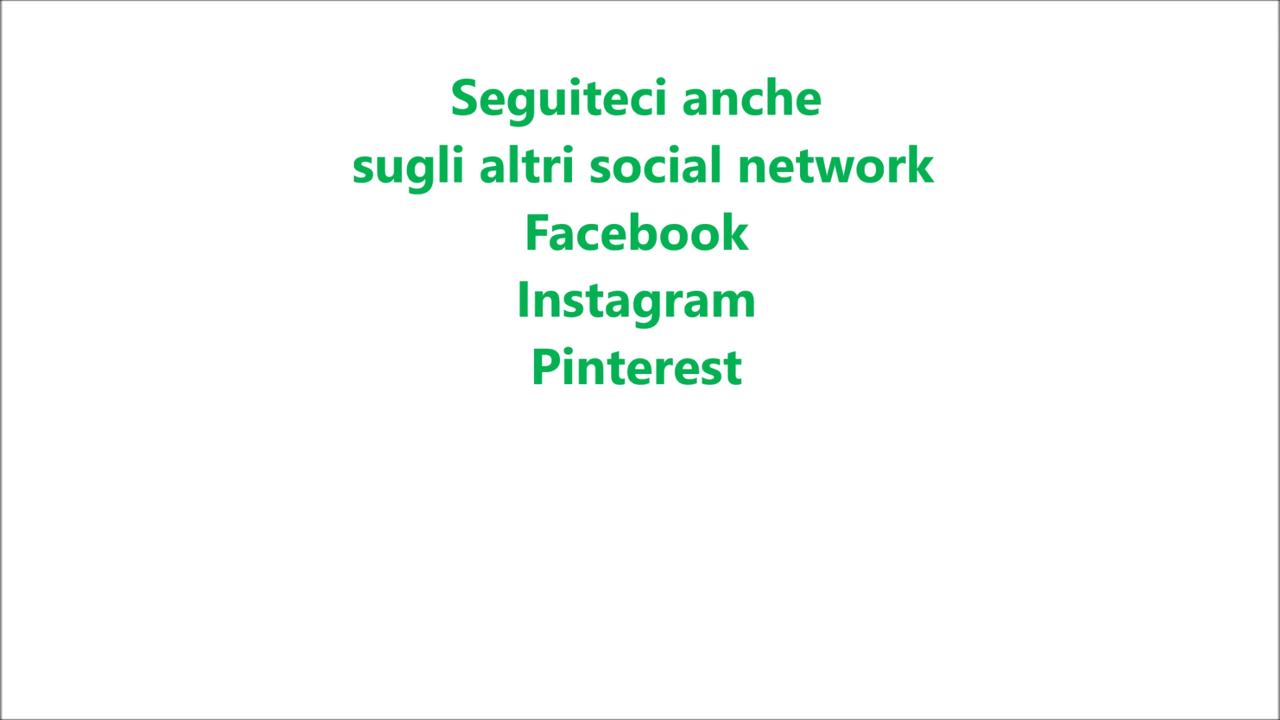 Seguiteci anche
sugli altri social network
Facebook
Instagram
Pinterest